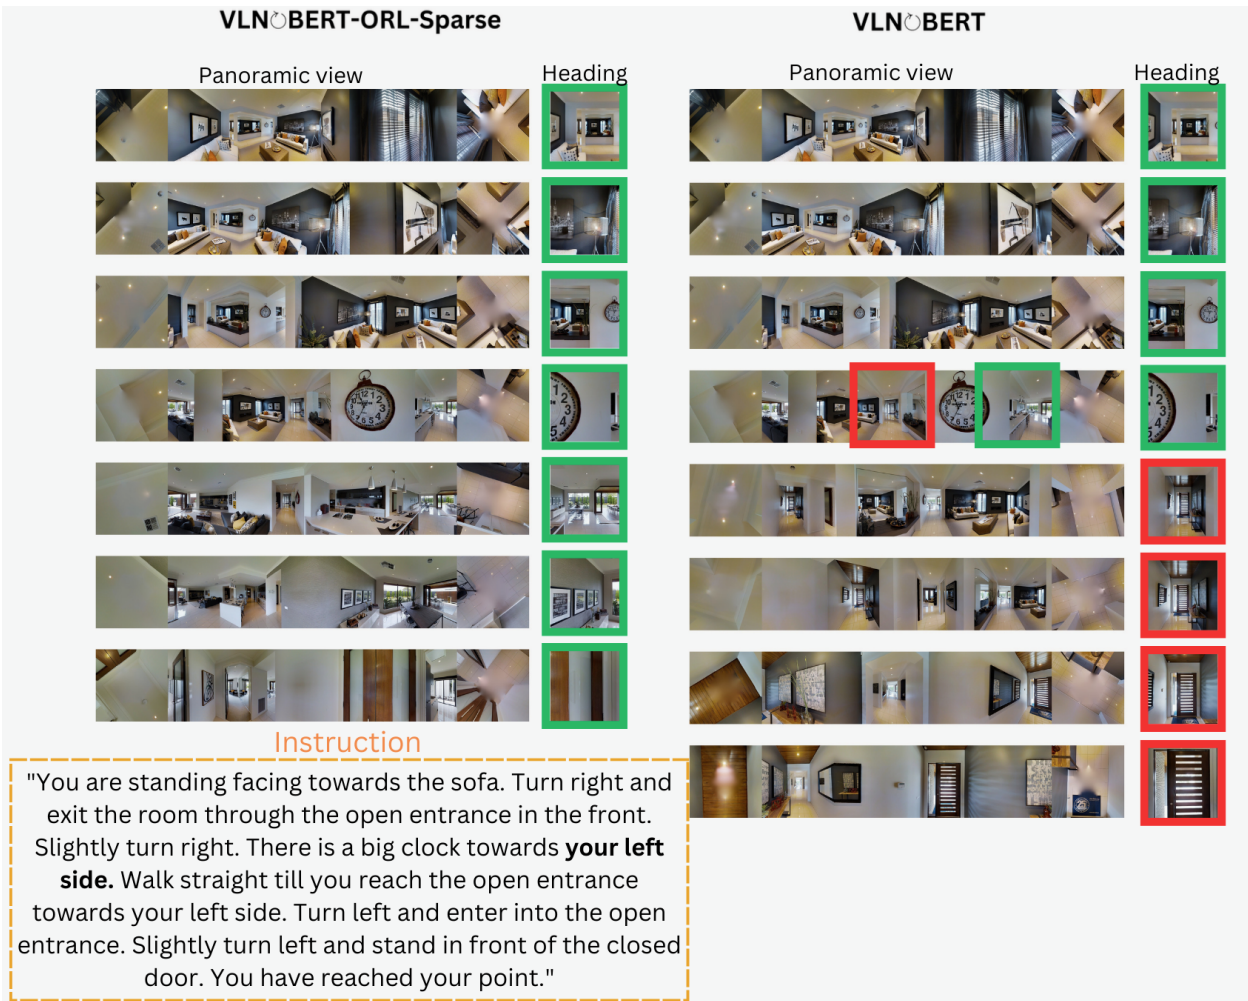 VLN↻BERT-ORL-Sparse
VLN↻BERT
Panoramic view
Heading
Panoramic view
Heading
Instruction
"You are standing facing towards the sofa. Turn right and
exit the room through the open entrance in the front.
Slightly turn right. There is a big clock towards your left
side. Walk straight till you reach the open entrance
towards your left side. Turn left and enter into the open
entrance. Slightly turn left and stand in front of the closed
door. You have reached your point."